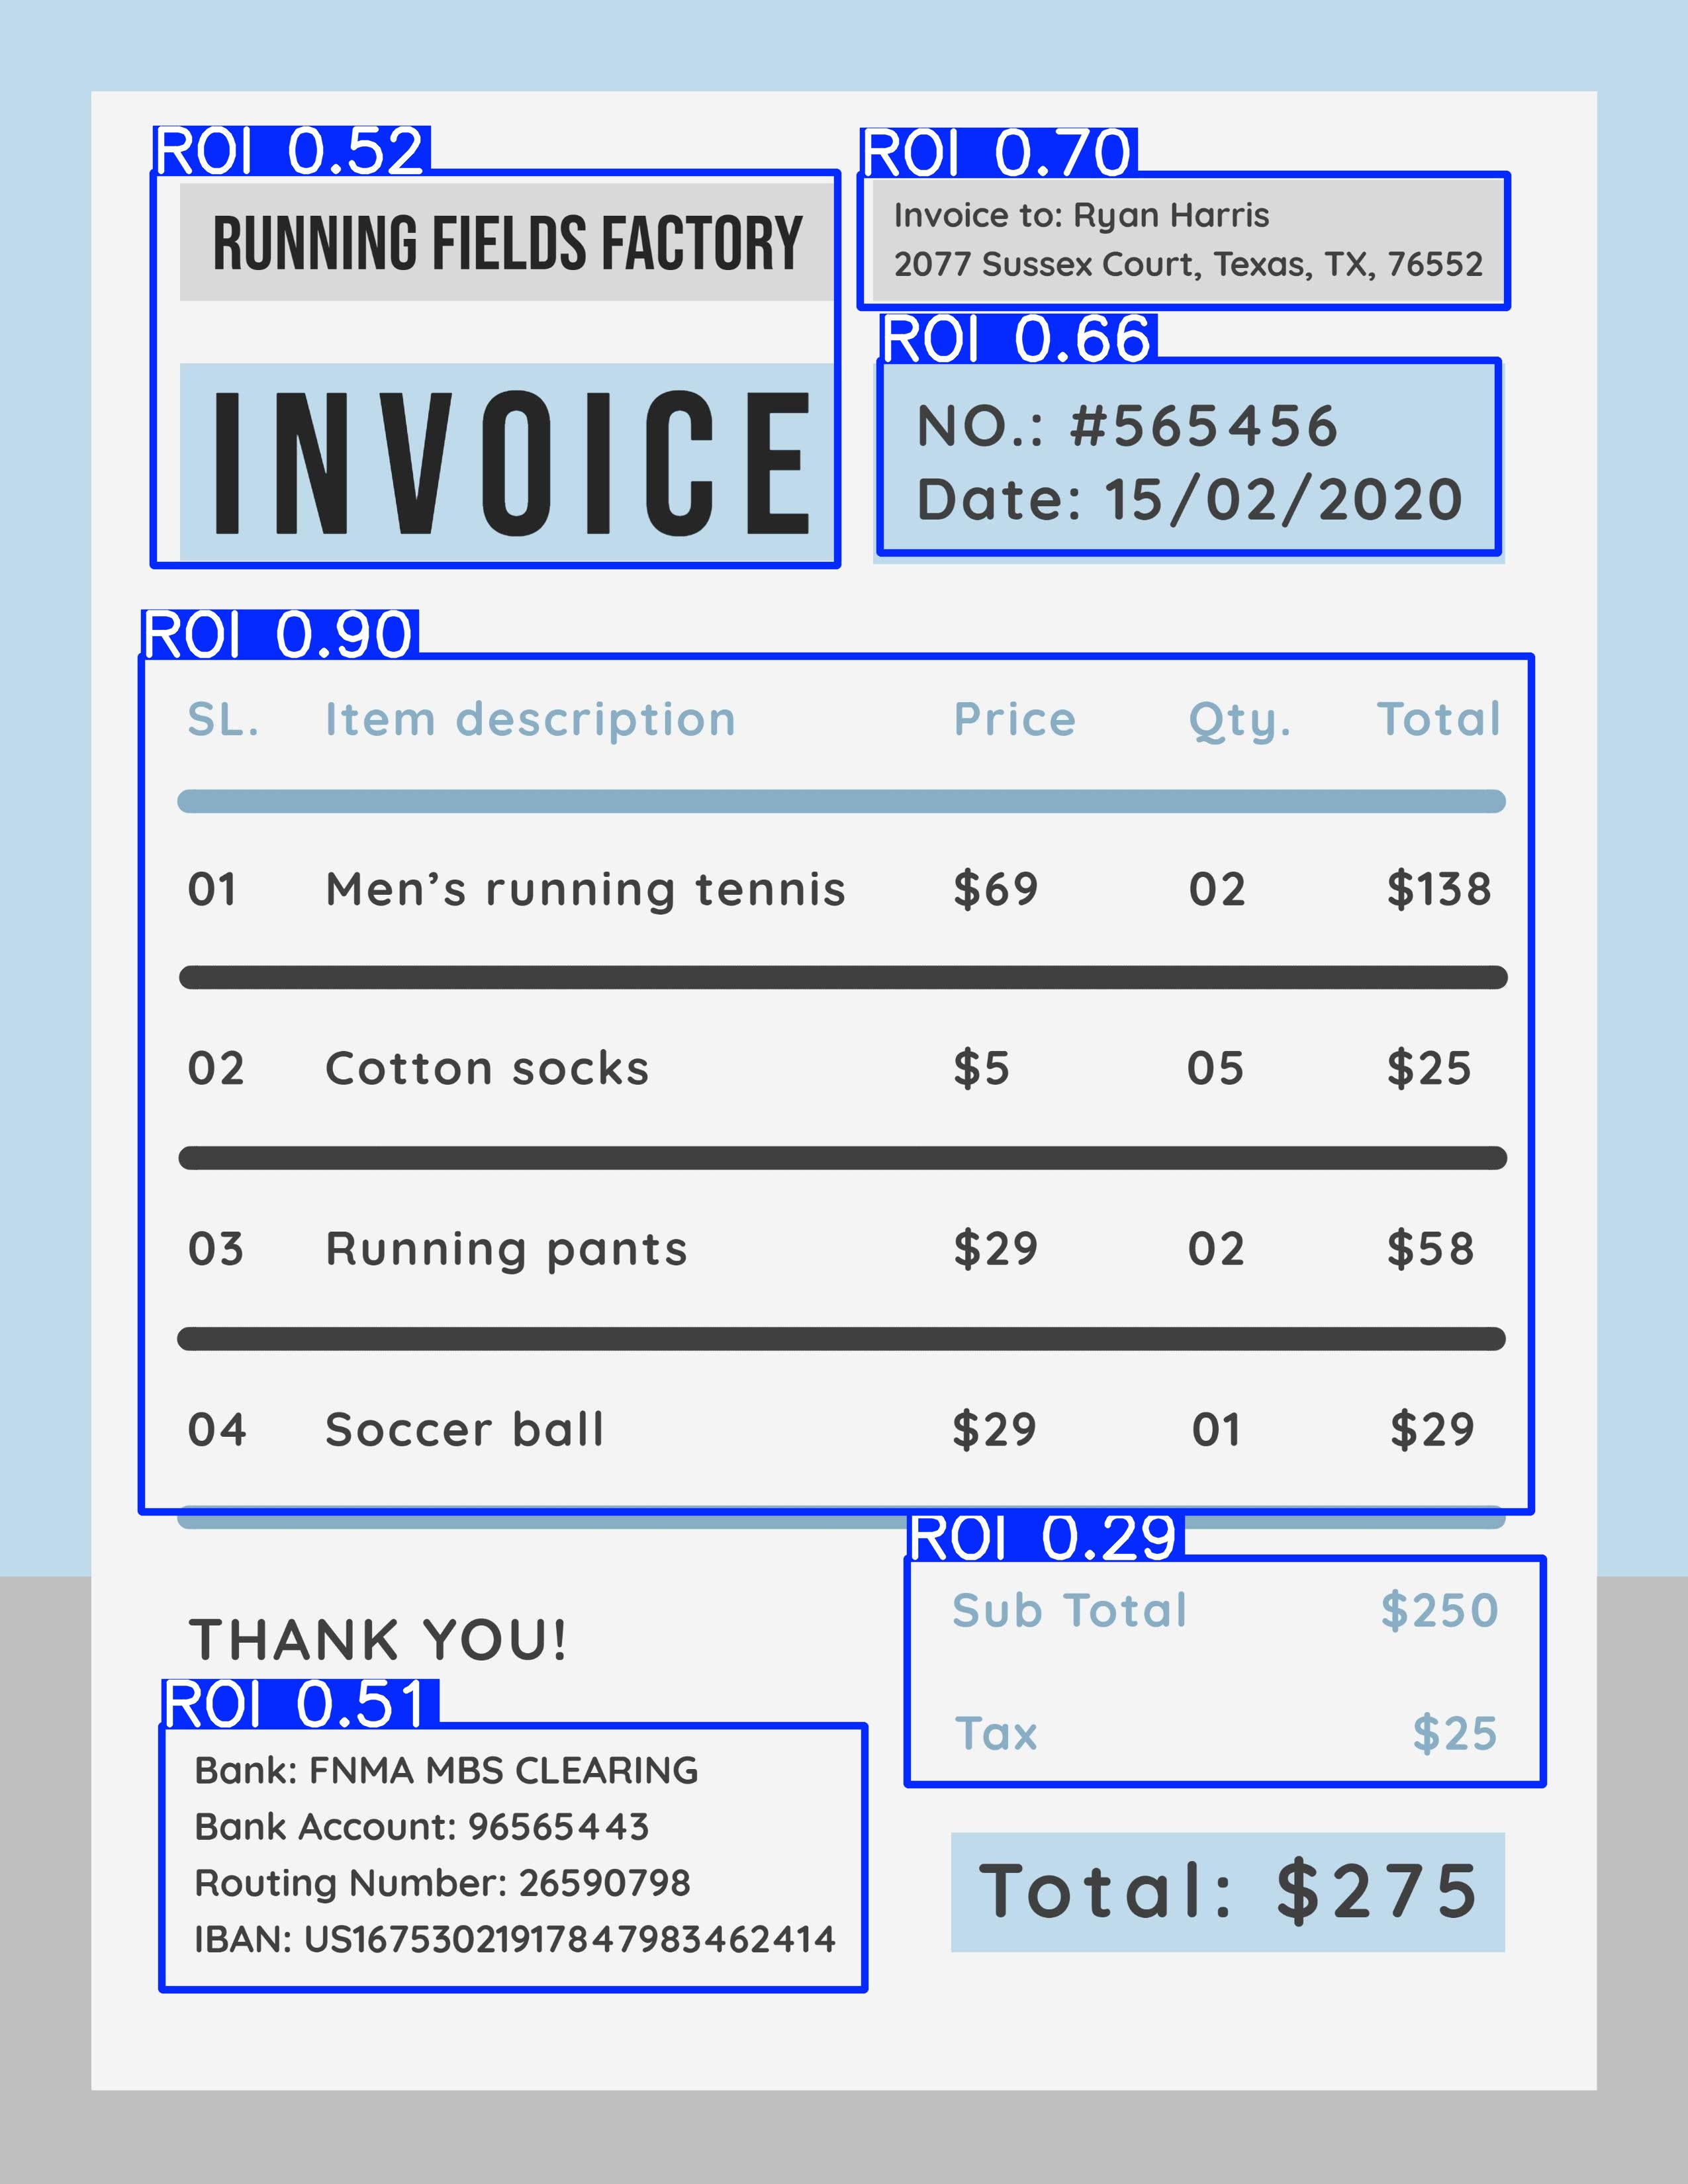 ROI 0.52
RUNNING FIELDS FACTORY
INVOICE
ROI 0.70
Invoice to: Ryan Harris
2077 Sussex Court, Texas, TX, 76552
ROI 0.66
NO.: #565456
Date: 15/02/2020
ROI 0.90
SL. Item description Price Qty. Total
01 Men's running tennis $69 02 $138
02 Cotton socks $5 05 $25
03 Running pants $29 02 $58
04 Soccer ball $29 01 $29
ROI 0.29
Sub Total $250
Tax $25
Total: $275
THANK YOU!
ROI 0.51
Bank: FNMA MBS CLEARING
Bank Account: 96565443
Routing Number: 26590798
IBAN: US16753021917847983462414